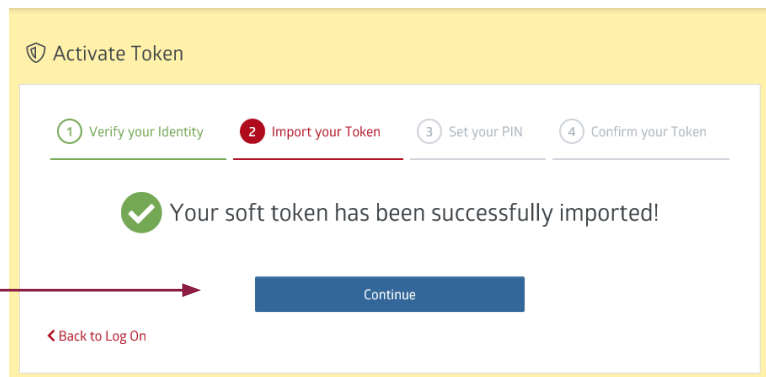 Activate Token
1 Verify your Identity 2 Import your Token 3 Set your PIN 4 Confirm your Token
Your soft token has been successfully imported!
Continue
Back to Log On